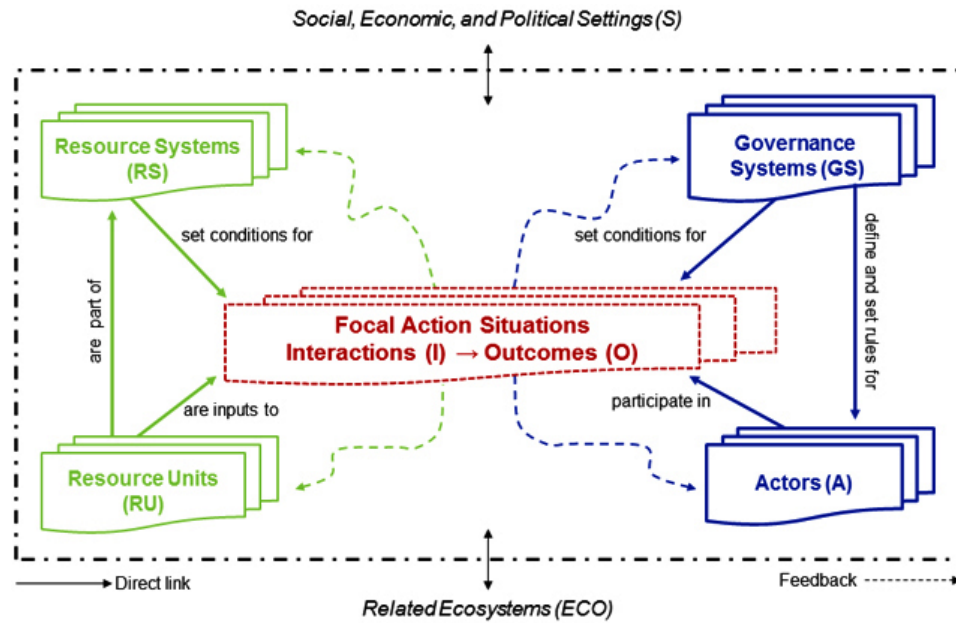 Social, Economic, and Political Settings (S)
Resource Systems
(RS)
Governance
Systems (GS)
set conditions for
set conditions for
are part of
define and set rules for
Focal Action Situations
Interactions (I) → Outcomes (O)
are inputs to
participate in
Resource Units
(RU)
Actors (A)
Direct link
Feedback
Related Ecosystems (ECO)